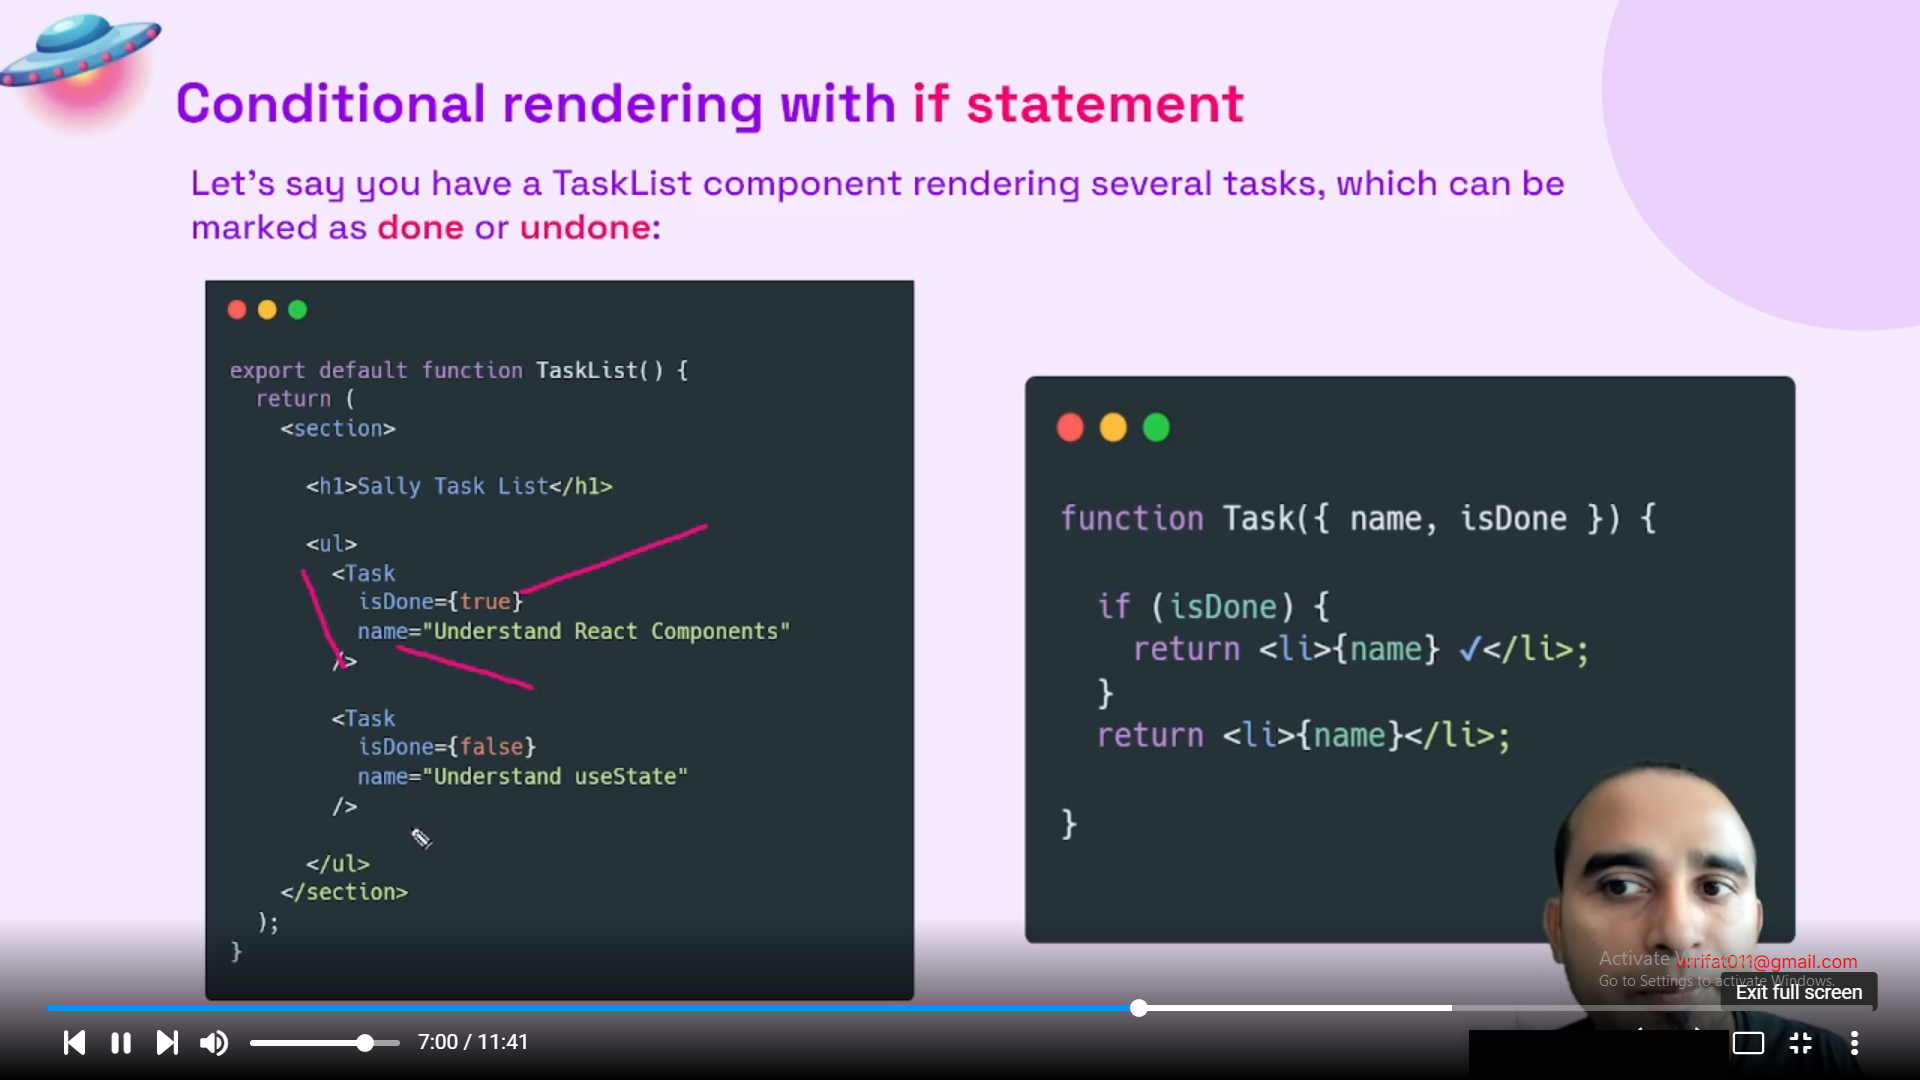 Conditional rendering with if statement
Let's say you have a TaskList component rendering several tasks, which can be
marked as done or undone:
export default function TaskList() {
return (
<section>
<h1>Sally Task List</h1>
<ul>
<Task
isDone={true}
name="Understand React Components"
/>
<Task
isDone={false}
name="Understand useState"
/>
</ul>
</section>
);
}
function Task({ name, isDone }) {
if (isDone) {
return <li>{name} ✓</li>;
}
return <li>{name}</li>;
}
Activate
urrifat011@gmail.com
Go to Settings to activate Windows.
Exit full screen
7:00 / 11:41